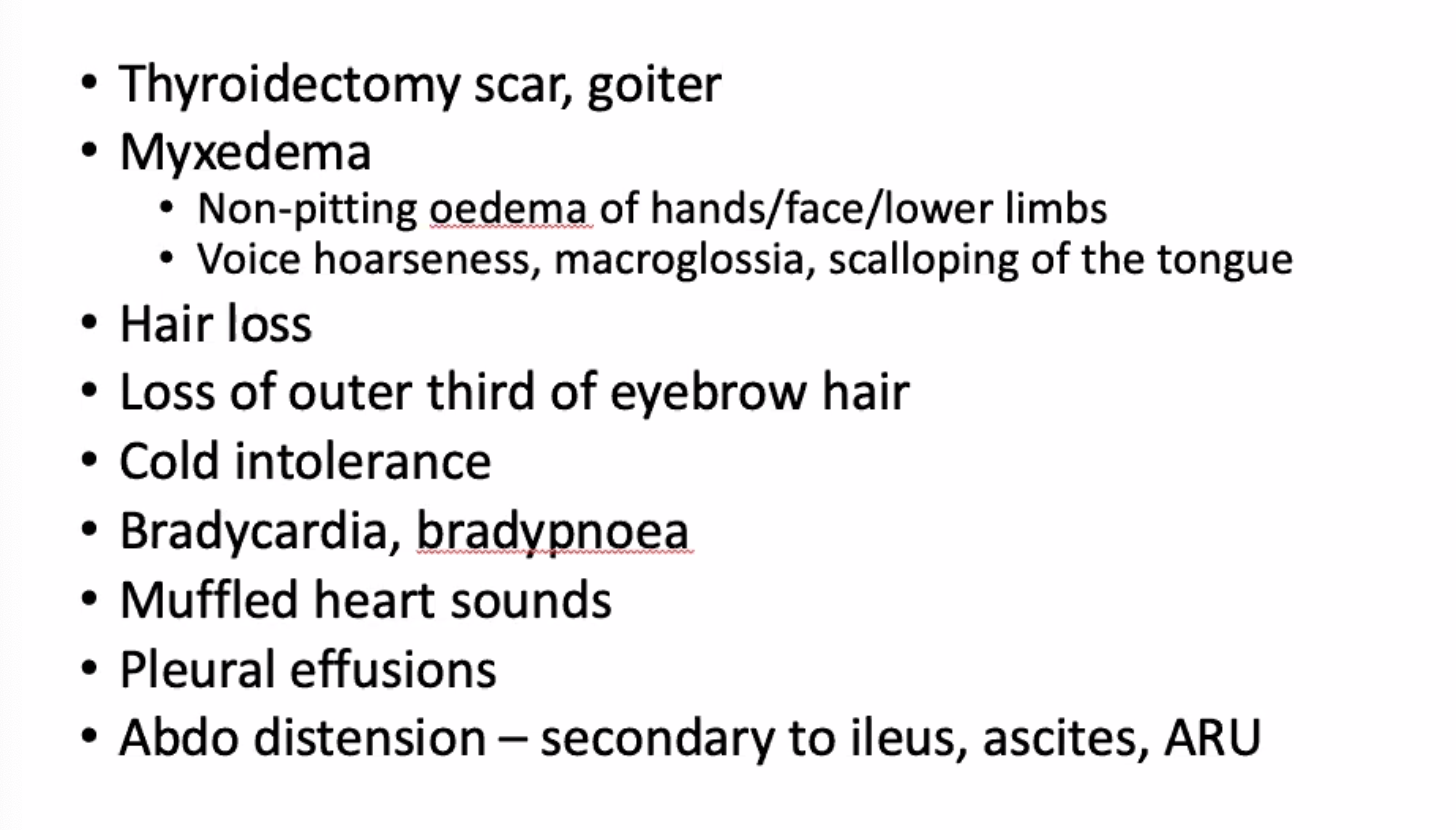 • Thyroidectomy scar, goiter
• Myxedema
• Non-pitting oedema of hands/face/lower limbs
• Voice hoarseness, macroglossia, scalloping of the tongue
• Hair loss
• Loss of outer third of eyebrow hair
• Cold intolerance
• Bradycardia, bradypnoea
• Muffled heart sounds
• Pleural effusions
• Abdo distension – secondary to ileus, ascites, ARU